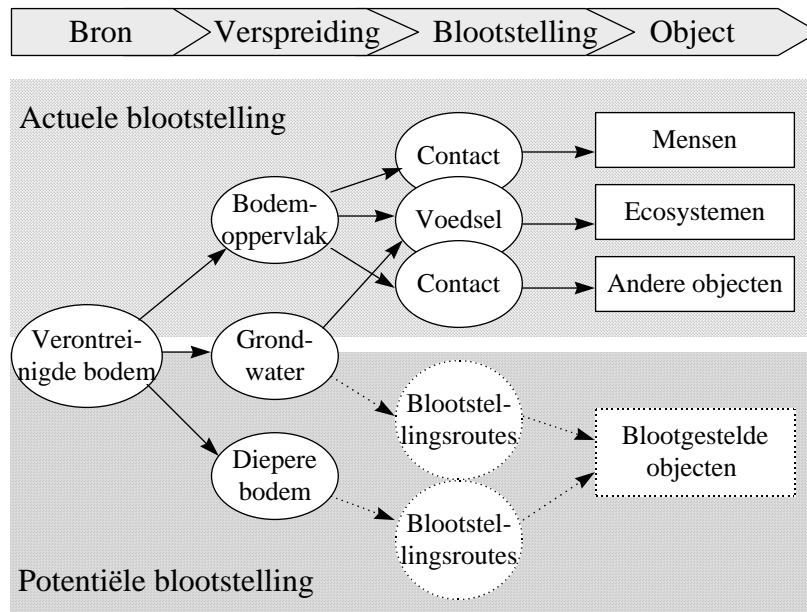 Bron
Verspreiding
Blootstelling
Object
Actuele blootstelling
Contact
Mensen
Bodem-
oppervlak
Voedsel
Ecosystemen
Contact
Andere objecten
Verontrei-
nigde bodem
Grond-
water
Blootstel-
lingsroutes
Blootgestelde
objecten
Diepere
bodem
Blootstel-
lingsroutes
Potentiële blootstelling